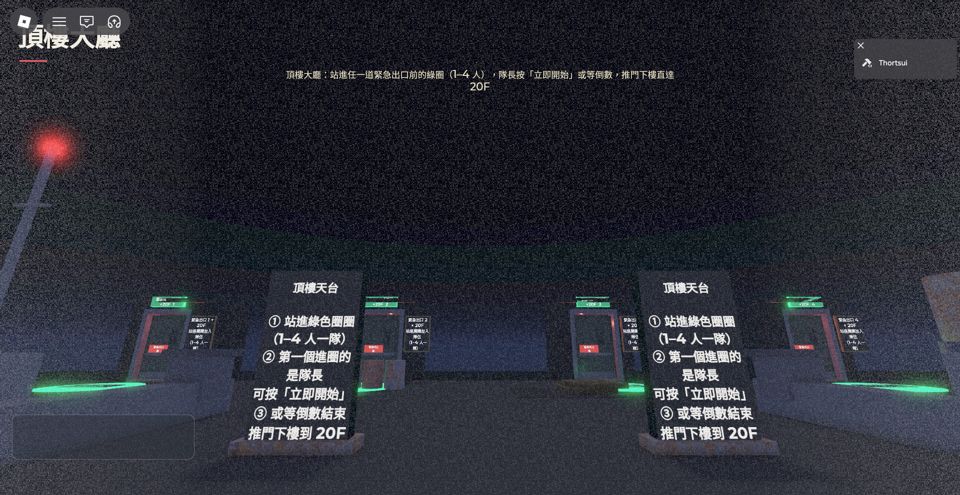 頂樓大廳
頂樓大廳：站進任一道緊急出口前的綠圈（1–4 人），隊長按「立即開始」或等倒數，推門下樓直達
20F
Thortsui
頂樓天台
① 站進綠色圈圈
（1–4 人一隊）
② 第一個進圈的
是隊長
可按「立即開始」
③ 或等倒數結束
推門下樓到 20F
頂樓天台
① 站進綠色圈圈
（1–4 人一隊）
② 第一個進圈的
是隊長
可按「立即開始」
③ 或等倒數結束
推門下樓到 20F